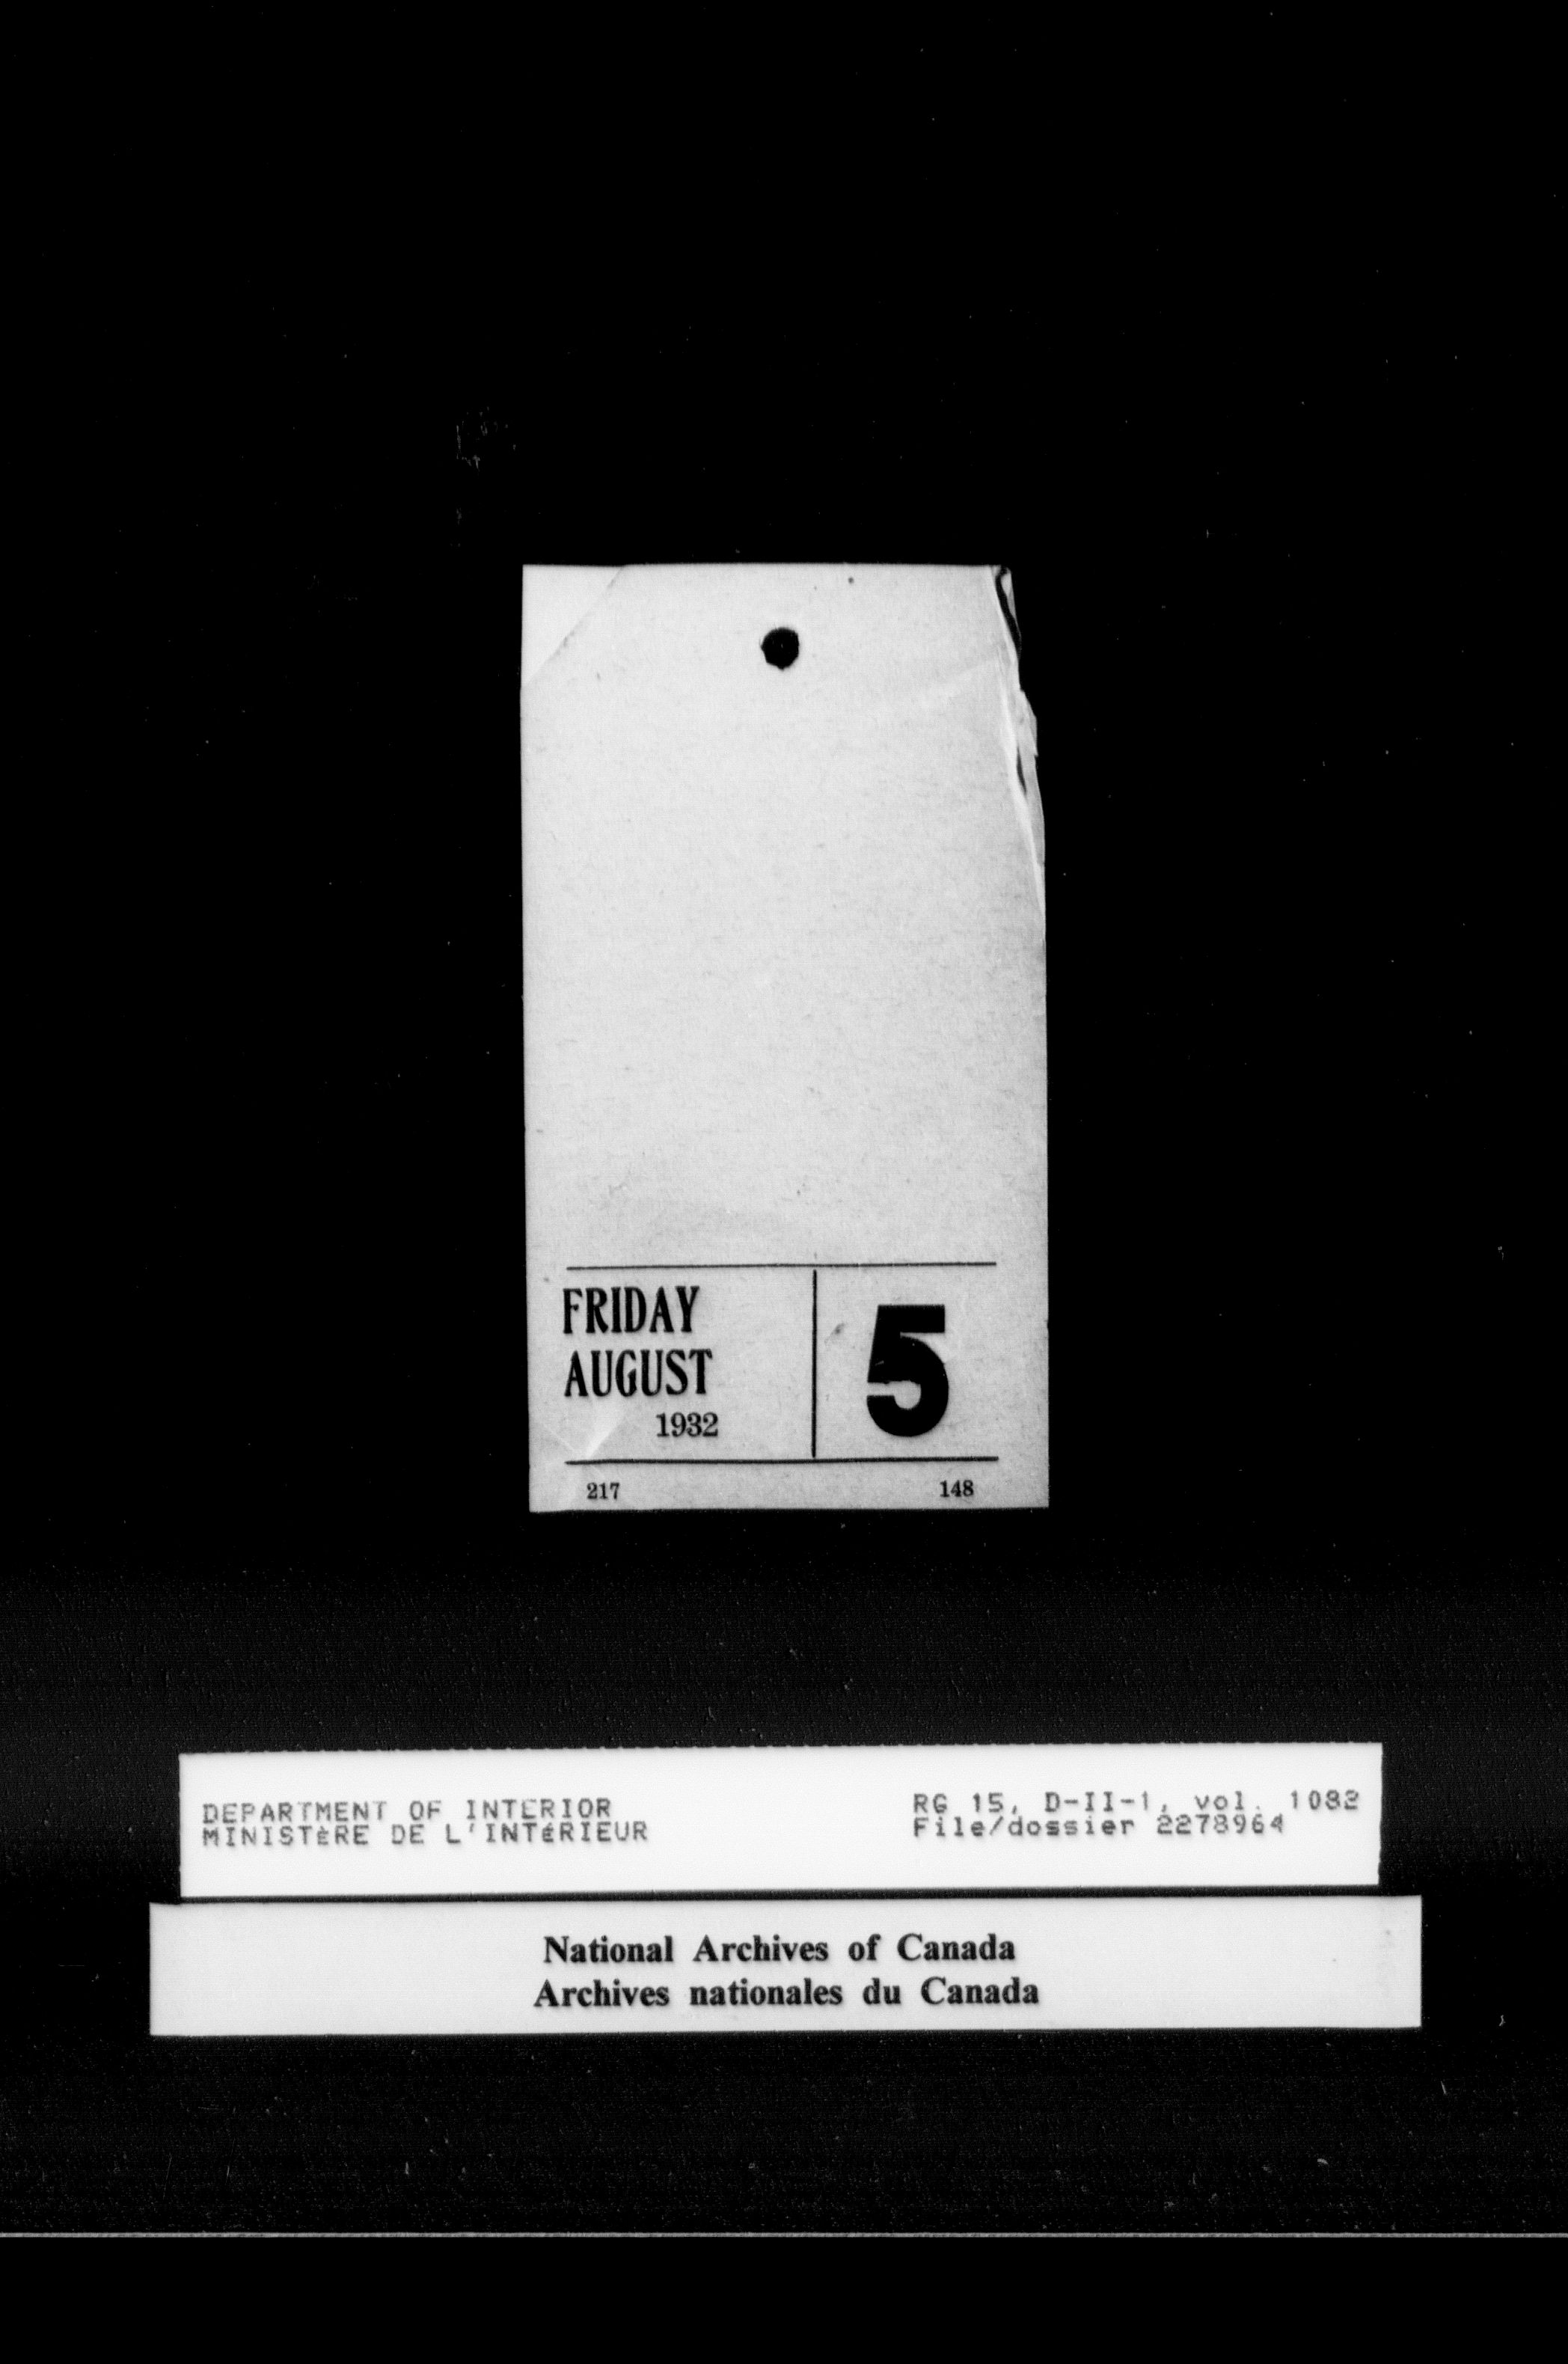 FRIDAY
AUGUST
1932
5
217 148
DEPARTMENT OF INTERIOR
MINISTèRE DE L'INTéRIEUR
RG 15, D-II-1, vol. 1082
File/dossier 2278964
National Archives of Canada
Archives nationales du Canada